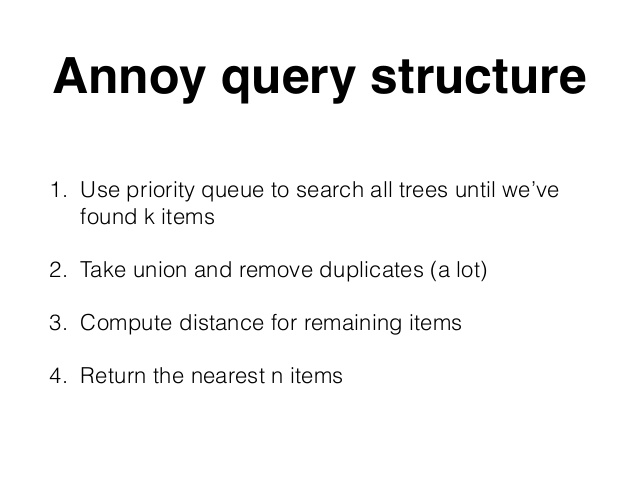 Annoy query structure
1. Use priority queue to search all trees until we’ve
found k items
2. Take union and remove duplicates (a lot)
3. Compute distance for remaining items
4. Return the nearest n items